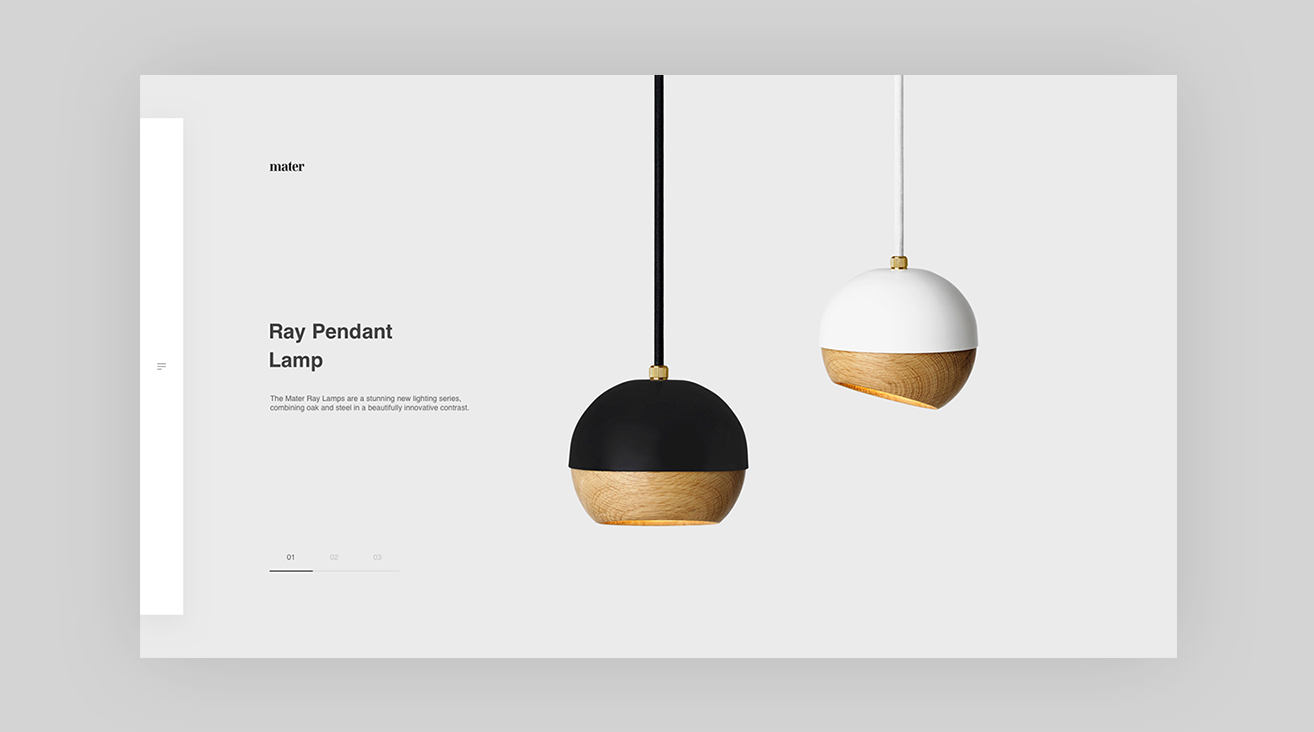 mater
Ray Pendant
Lamp
The Mater Ray Lamps are a stunning new lighting series,
combining oak and steel in a beautifully innovative contrast.
01 02 03